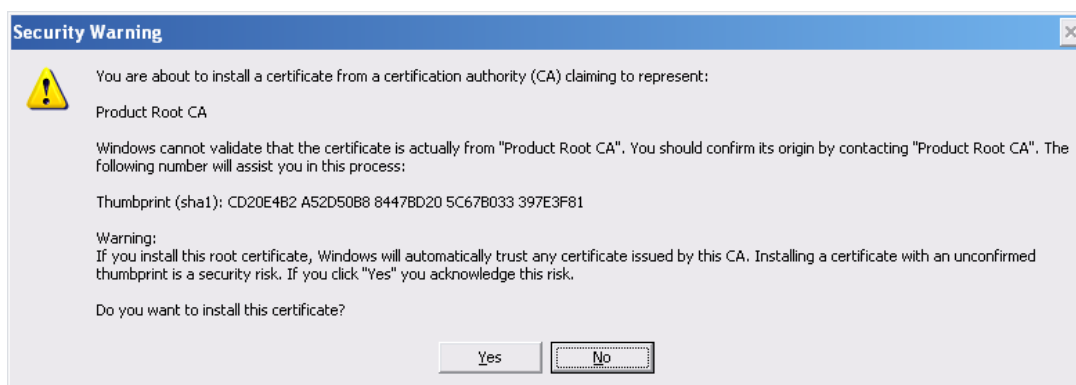 Security Warning
You are about to install a certificate from a certification authority (CA) claiming to represent:
Product Root CA
Windows cannot validate that the certificate is actually from "Product Root CA". You should confirm its origin by contacting "Product Root CA". The
following number will assist you in this process:
Thumbprint (sha1): CD20E4B2 A52D50B8 8447BD20 5C67B033 397E3F81
Warning:
If you install this root certificate, Windows will automatically trust any certificate issued by this CA. Installing a certificate with an unconfirmed
thumbprint is a security risk. If you click "Yes" you acknowledge this risk.
Do you want to install this certificate?
Yes No